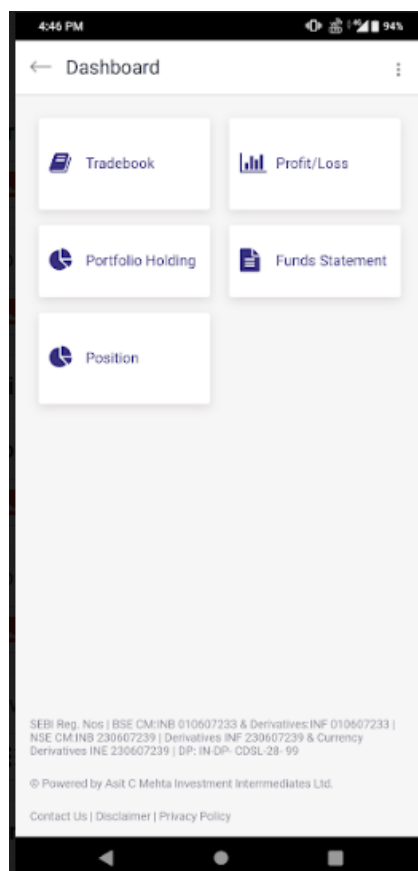 4:46 PM 94%
Dashboard
Tradebook
Profit/Loss
Portfolio Holding
Funds Statement
Position
SEBI Reg. Nos | BSE CM:INB 010607233 & Derivatives:INF 010607233 |
NSE CM:INB 230607239 | Derivatives INF 230607239 & Currency
Derivatives INE 230607239 | DP: IN-DP- CDSL-28- 99
© Powered by Asit C Mehta Investment Interrmediates Ltd.
Contact Us | Disclaimer | Privacy Policy